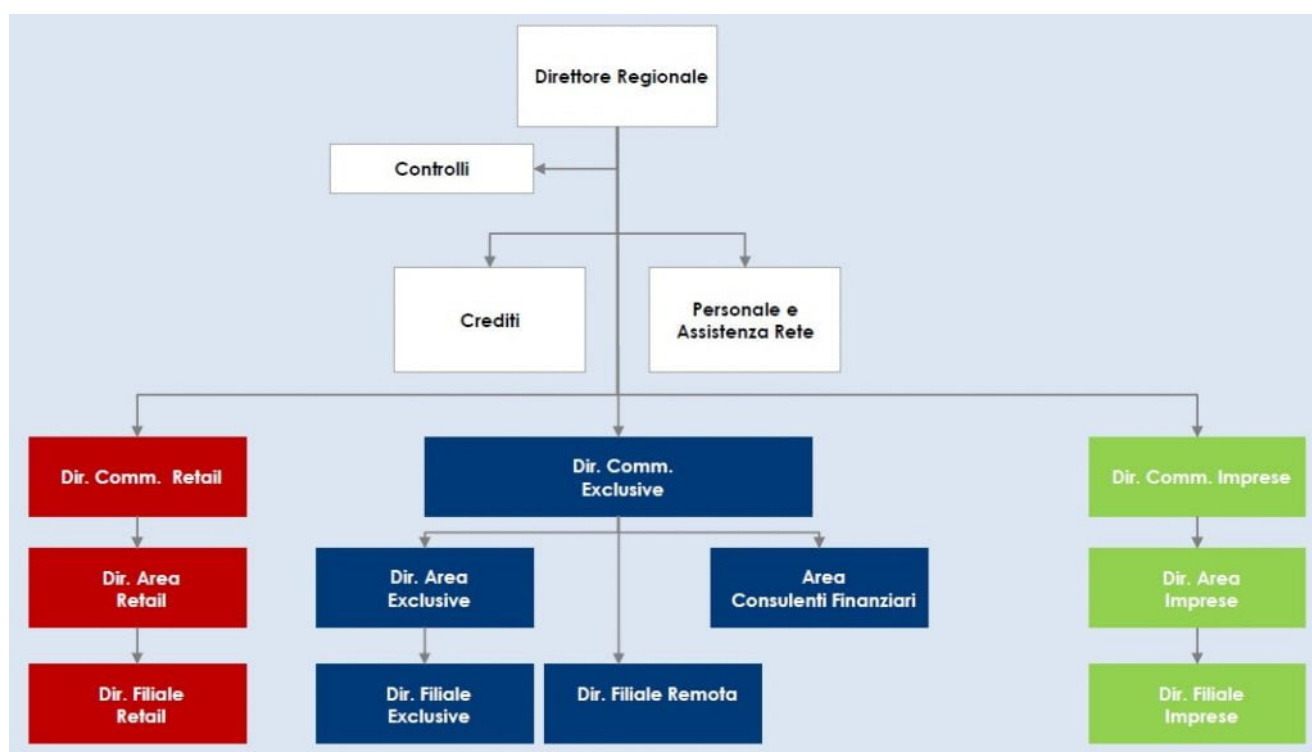 Direttore Regionale
Controlli
Crediti
Personale e
Assistenza Rete
Dir. Comm. Retail
Dir. Comm.
Exclusive
Dir. Comm. Imprese
Dir. Area
Retail
Dir. Area
Exclusive
Area
Consulenti Finanziari
Dir. Area
Imprese
Dir. Filiale
Retail
Dir. Filiale
Exclusive
Dir. Filiale Remota
Dir. Filiale
Imprese